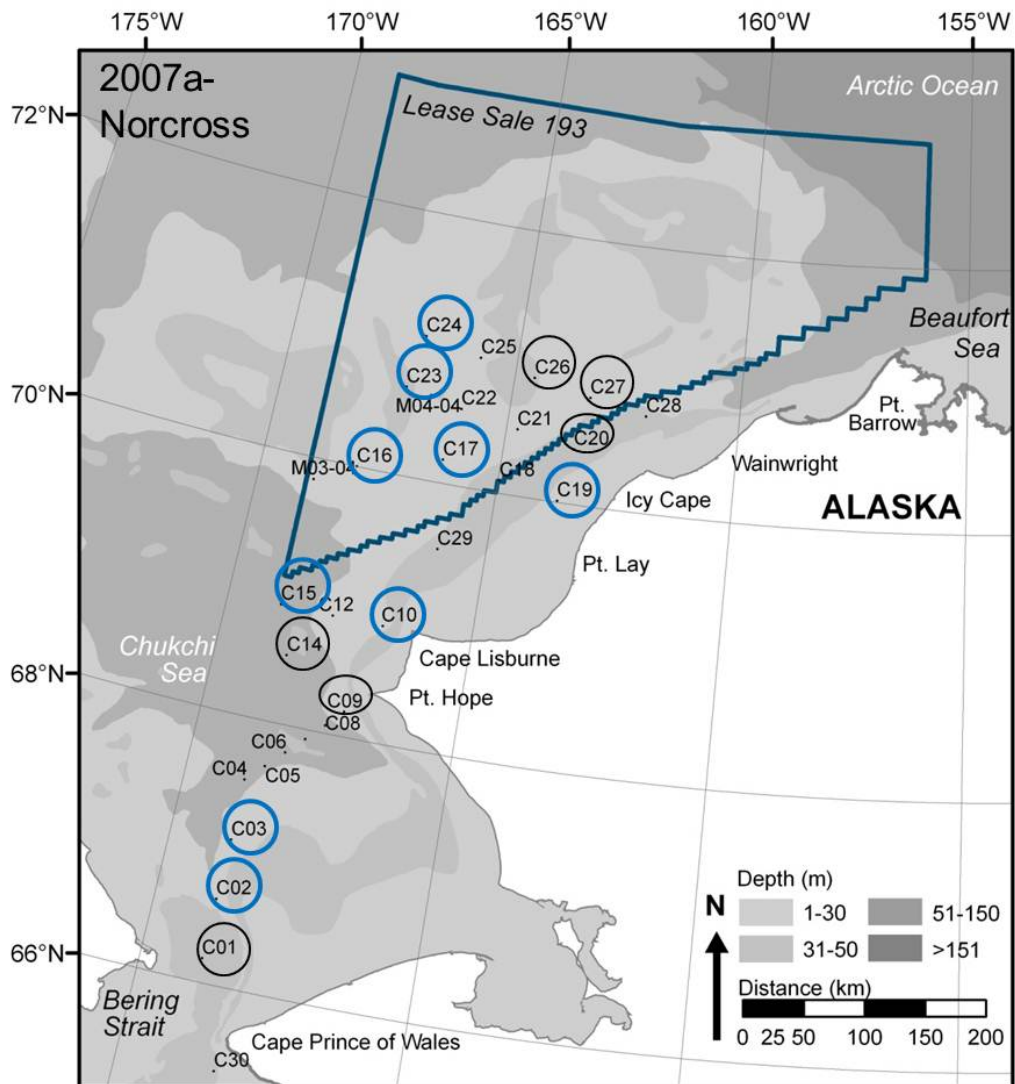 175°W 170°W 165°W 160°W 155°W
2007a-
Norcross
Arctic Ocean
72°N
Lease Sale 193
Beaufort
Sea
C24
C25
C26
C23
C27
M04-04
C22
C28
70°N
C21
Pt.
Barrow
C20
C17
C16
M03-04
C18
Wainwright
C19
Icy Cape
ALASKA
C29
Pt. Lay
C15
C12
C10
Chukchi
Sea
C14
Cape Lisburne
68°N
C09
Pt. Hope
C08
C06
C04
C05
C03
C02
Depth (m)
N
1-30
51-150
31-50
>151
C01
66°N
Distance (km)
Bering
Strait
0 25 50 100 150 200
Cape Prince of Wales
C30